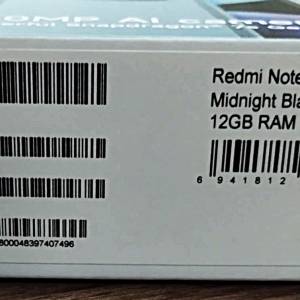 Redmi Note
Midnight Bla
12GB RAM
6 941812
800048397407496